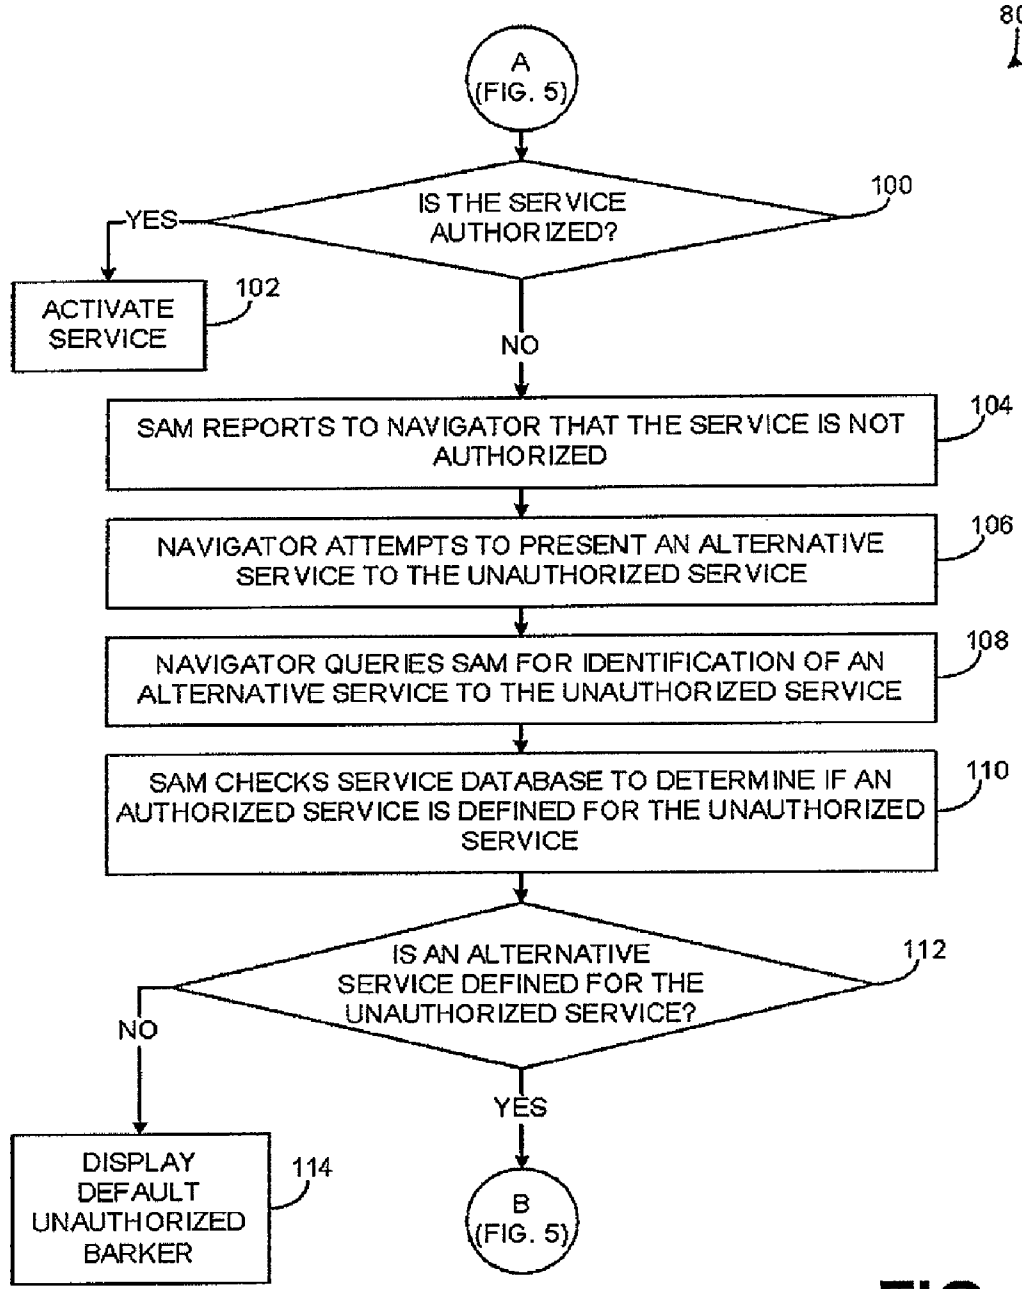 80
A
(FIG. 5)
IS THE SERVICE
AUTHORIZED?
100
YES
ACTIVATE
SERVICE
102
NO
SAM REPORTS TO NAVIGATOR THAT THE SERVICE IS NOT
AUTHORIZED
104
NAVIGATOR ATTEMPTS TO PRESENT AN ALTERNATIVE
SERVICE TO THE UNAUTHORIZED SERVICE
106
NAVIGATOR QUERIES SAM FOR IDENTIFICATION OF AN
ALTERNATIVE SERVICE TO THE UNAUTHORIZED SERVICE
108
SAM CHECKS SERVICE DATABASE TO DETERMINE IF AN
AUTHORIZED SERVICE IS DEFINED FOR THE UNAUTHORIZED
SERVICE
110
IS AN ALTERNATIVE
SERVICE DEFINED FOR THE
UNAUTHORIZED SERVICE?
112
NO
YES
DISPLAY
DEFAULT
UNAUTHORIZED
BARKER
114
B
(FIG. 5)